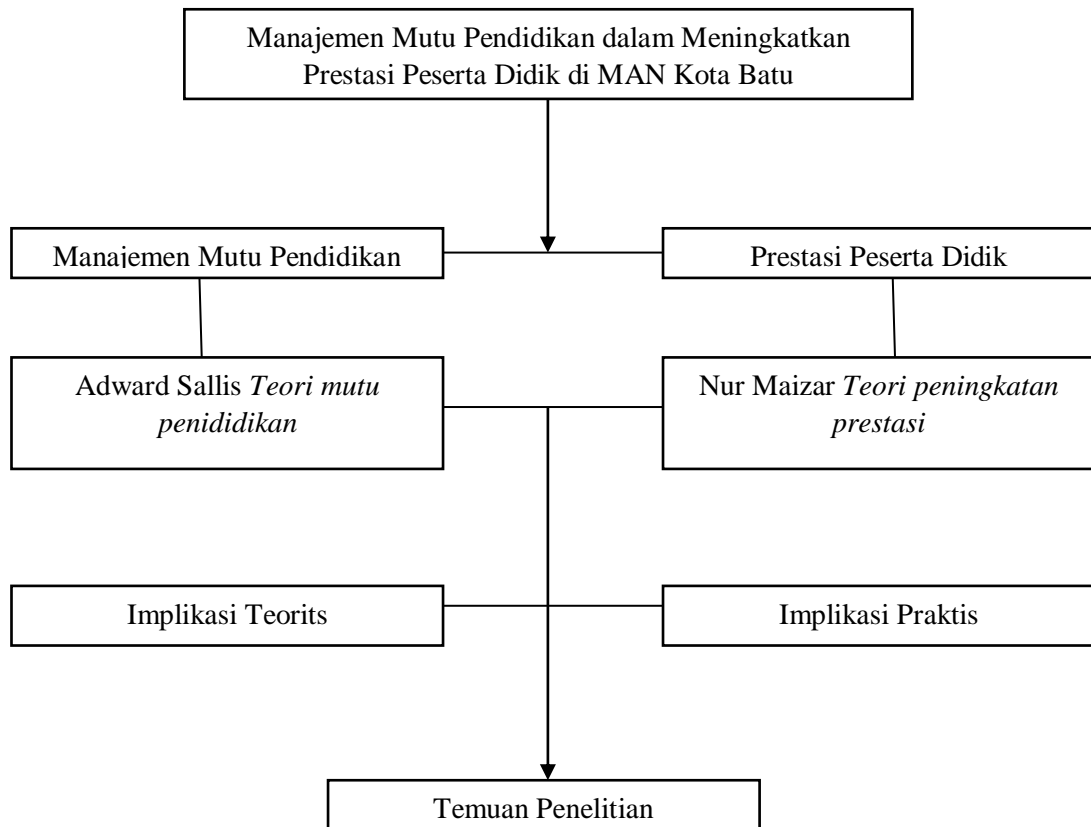 Manajemen Mutu Pendidikan dalam Meningkatkan
Prestasi Peserta Didik di MAN Kota Batu
Manajemen Mutu Pendidikan
Prestasi Peserta Didik
Adward Sallis Teori mutu
penididikan
Nur Maizar Teori peningkatan
prestasi
Implikasi Teorits
Implikasi Praktis
Temuan Penelitian